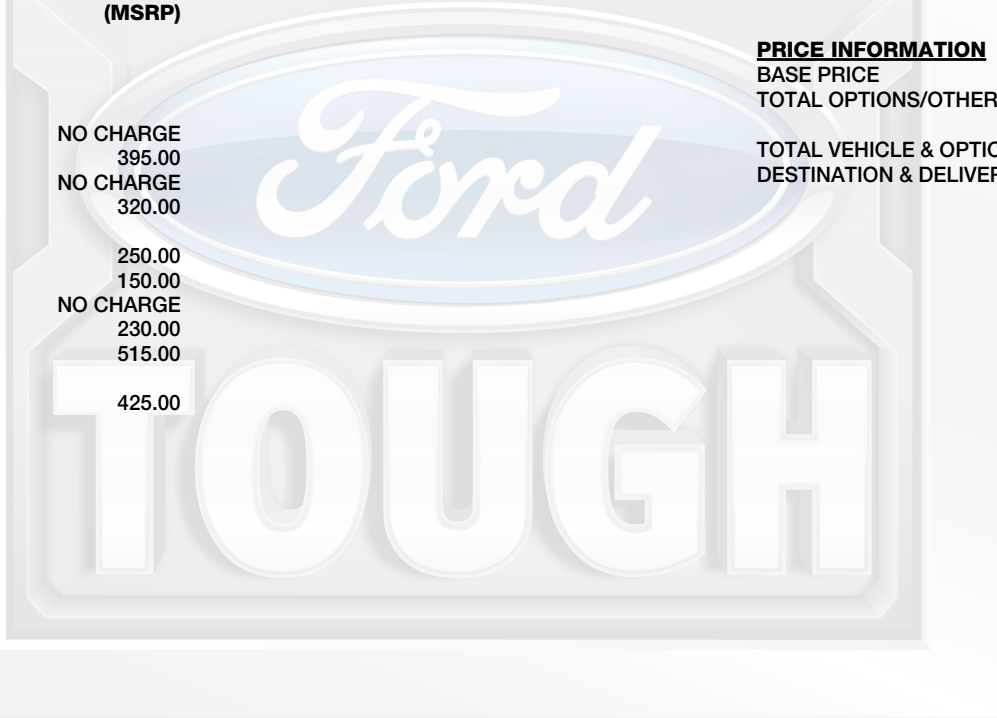 (MSRP)
NO CHARGE
395.00
NO CHARGE
320.00
250.00
150.00
NO CHARGE
230.00
515.00
425.00
PRICE INFORMATION
BASE PRICE
TOTAL OPTIONS/OTHER
TOTAL VEHICLE & OPTIO
DESTINATION & DELIVER
Ford
TOUGH